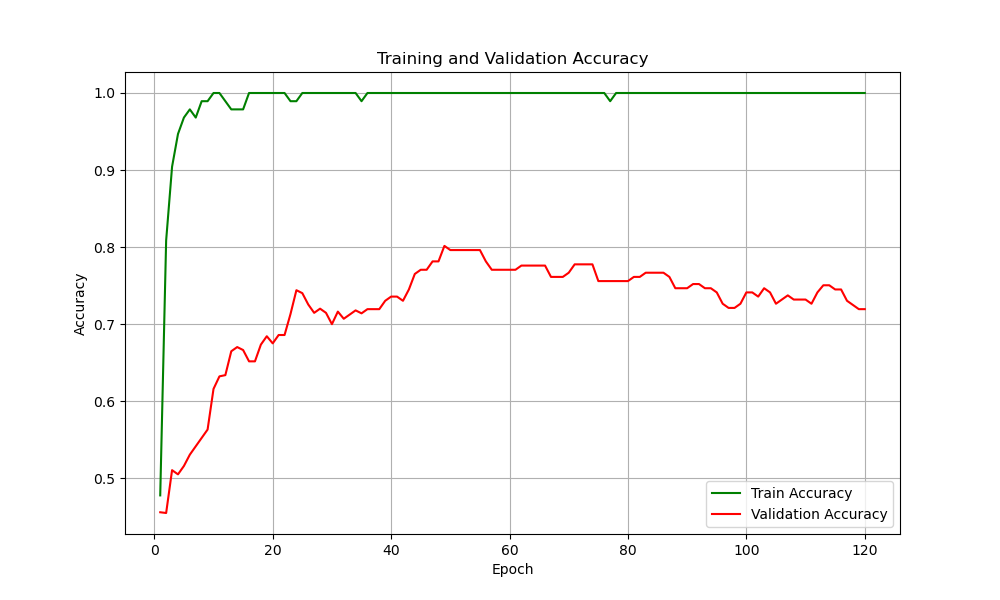 Training and Validation Accuracy
1.0
0.9
0.8
0.7
0.6
0.5
Accuracy
0 20 40 60 80 100 120
Epoch
Train Accuracy
Validation Accuracy